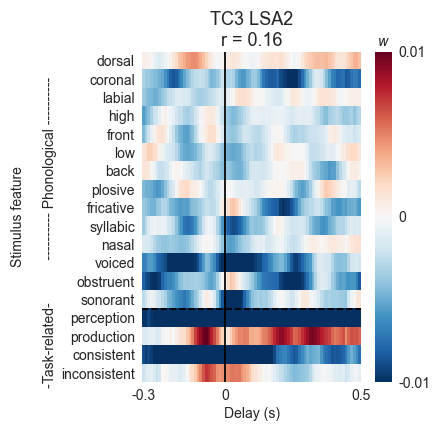 TC3 LSA2
r = 0.16
w
dorsal
coronal
labial
high
front
low
back
plosive
fricative
syllabic
nasal
voiced
obstruent
sonorant
perception
production
consistent
inconsistent
Stimulus feature
---------- Phonological ----------
-Task-related-
0.01
0
-0.01
-0.3
0
0.5
Delay (s)